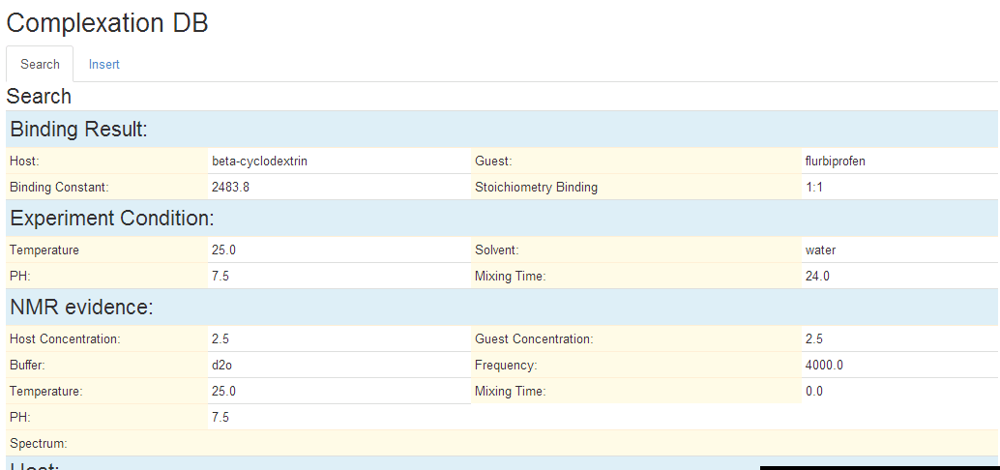 Complexation DB
Search Insert
Search
Binding Result:
Host: beta-cyclodextrin Guest: flurbiprofen
Binding Constant: 2483.8 Stoichiometry Binding 1:1
Experiment Condition:
Temperature 25.0 Solvent: water
PH: 7.5 Mixing Time: 24.0
NMR evidence:
Host Concentration: 2.5 Guest Concentration: 2.5
Buffer: d2o Frequency: 4000.0
Temperature: 25.0 Mixing Time: 0.0
PH: 7.5
Spectrum:
Host: